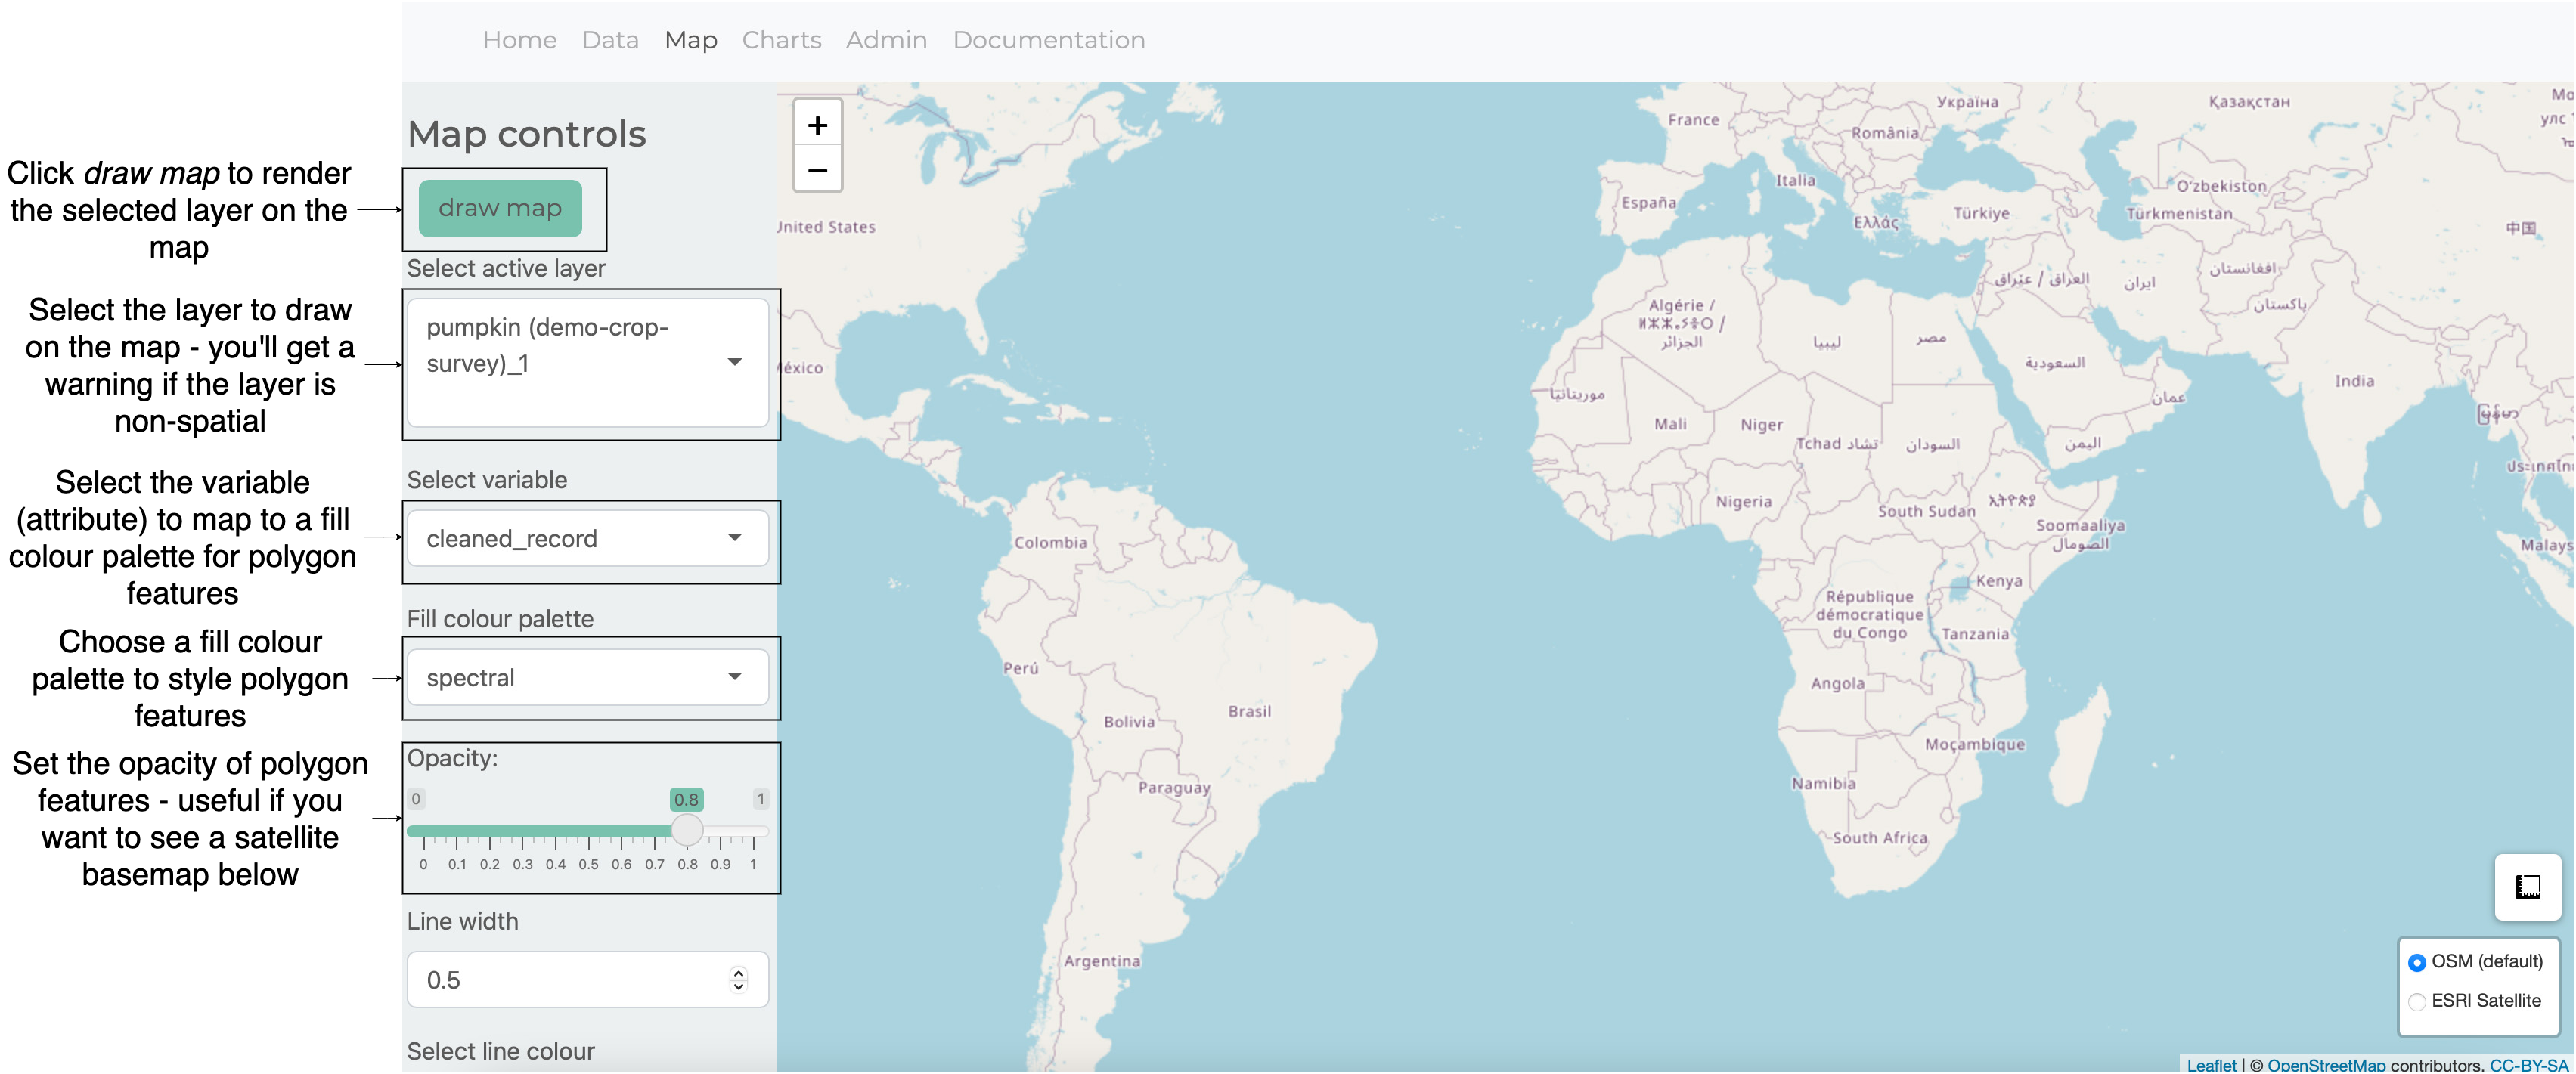 Home Data Map Charts Admin Documentation
Map controls
Click draw map to render
the selected layer on the
map
draw map
Select active layer
Select the layer to draw
on the map - you'll get a
warning if the layer is
non-spatial
pumpkin (demo-crop-
survey)_1
Select variable
Select the variable
(attribute) to map to a fill
colour palette for polygon
features
cleaned_record
Fill colour palette
Choose a fill colour
palette to style polygon
features
spectral
Set the opacity of polygon
features - useful if you
want to see a satellite
basemap below
Opacity:
0 0.8 1
0 0.1 0.2 0.3 0.4 0.5 0.6 0.7 0.8 0.9 1
Line width
0.5
Select line colour
+
−
United States
éxico
Colombia
Perú
Bolivia
Brasil
Paraguay
Argentina
France
Україна
Қазақстан
România
Italia
España
Ελλάς
Türkiye
Oʻzbekiston
Türkmenistan
中国
العراق / عێراق
ایران
افغانستان
پاکستان
Algérie /
الجزائر
ليبيا
مصر
السعودية
عمان
India
موريتانيا
Mali
Niger
Tchad تشاد
السودان
اليمن
Nigeria
South Sudan
Soomaaliya
الصومال
Malays
Kenya
République
démocratique
du Congo
Tanzania
Angola
Moçambique
Namibia
South Africa
OSM (default)
ESRI Satellite
Leaflet | © OpenStreetMap contributors, CC-BY-SA